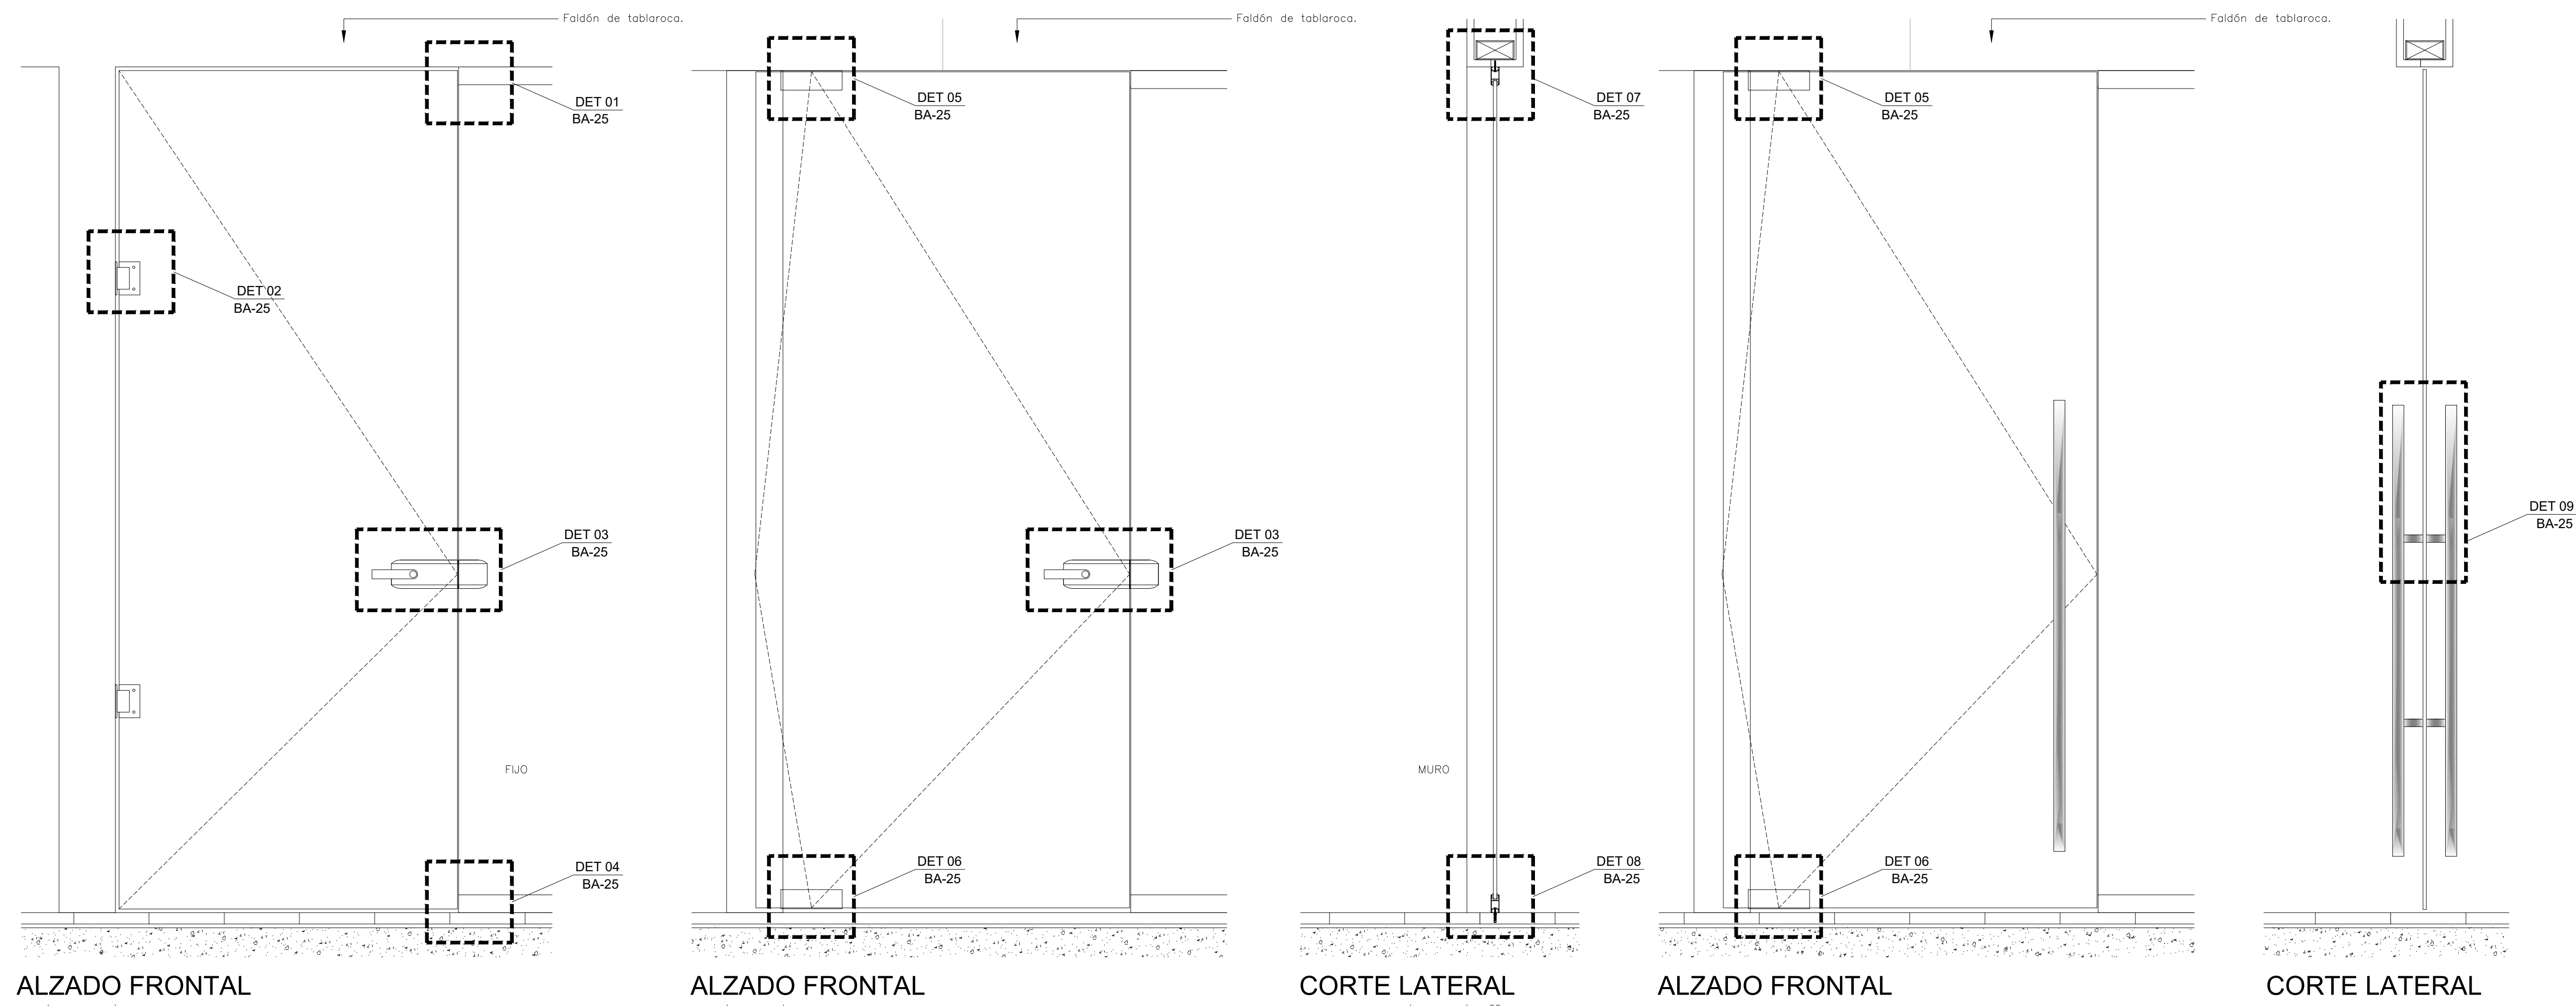 Faldón de tablaroca.
DET 01
BA-25
DET 02
BA-25
DET 03
BA-25
FIJO
DET 04
BA-25
ALZADO FRONTAL
Faldón de tablaroca.
DET 05
BA-25
DET 03
BA-25
DET 06
BA-25
ALZADO FRONTAL
DET 07
BA-25
MURO
DET 08
BA-25
CORTE LATERAL
Faldón de tablaroca.
DET 05
BA-25
DET 06
BA-25
ALZADO FRONTAL
DET 09
BA-25
CORTE LATERAL